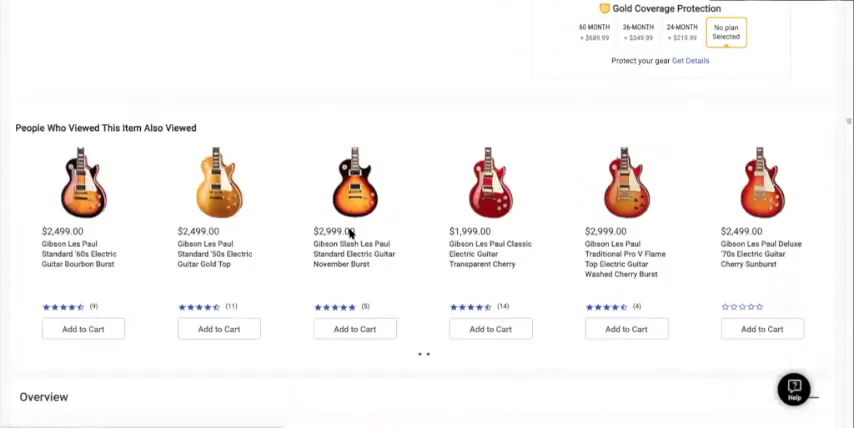 Gold Coverage Protection
60 MONTH
+ $689.99
36-MONTH
+ $349.99
24-MONTH
+ $219.99
No plan
Selected
Protect your gear Get Details
People Who Viewed This Item Also Viewed
$2,499.00
Gibson Les Paul
Standard '60s Electric
Guitar Bourbon Burst
(9)
Add to Cart
$2,499.00
Gibson Les Paul
Standard '50s Electric
Guitar Gold Top
(11)
Add to Cart
$2,999.00
Gibson Slash Les Paul
Standard Electric Guitar
November Burst
(5)
Add to Cart
$1,999.00
Gibson Les Paul Classic
Electric Guitar
Transparent Cherry
(14)
Add to Cart
$2,999.00
Gibson Les Paul
Traditional Pro V Flame
Top Electric Guitar
Washed Cherry Burst
(4)
Add to Cart
$2,499.00
Gibson Les Paul Deluxe
'70s Electric Guitar
Cherry Sunburst
Add to Cart
Overview
?
Help